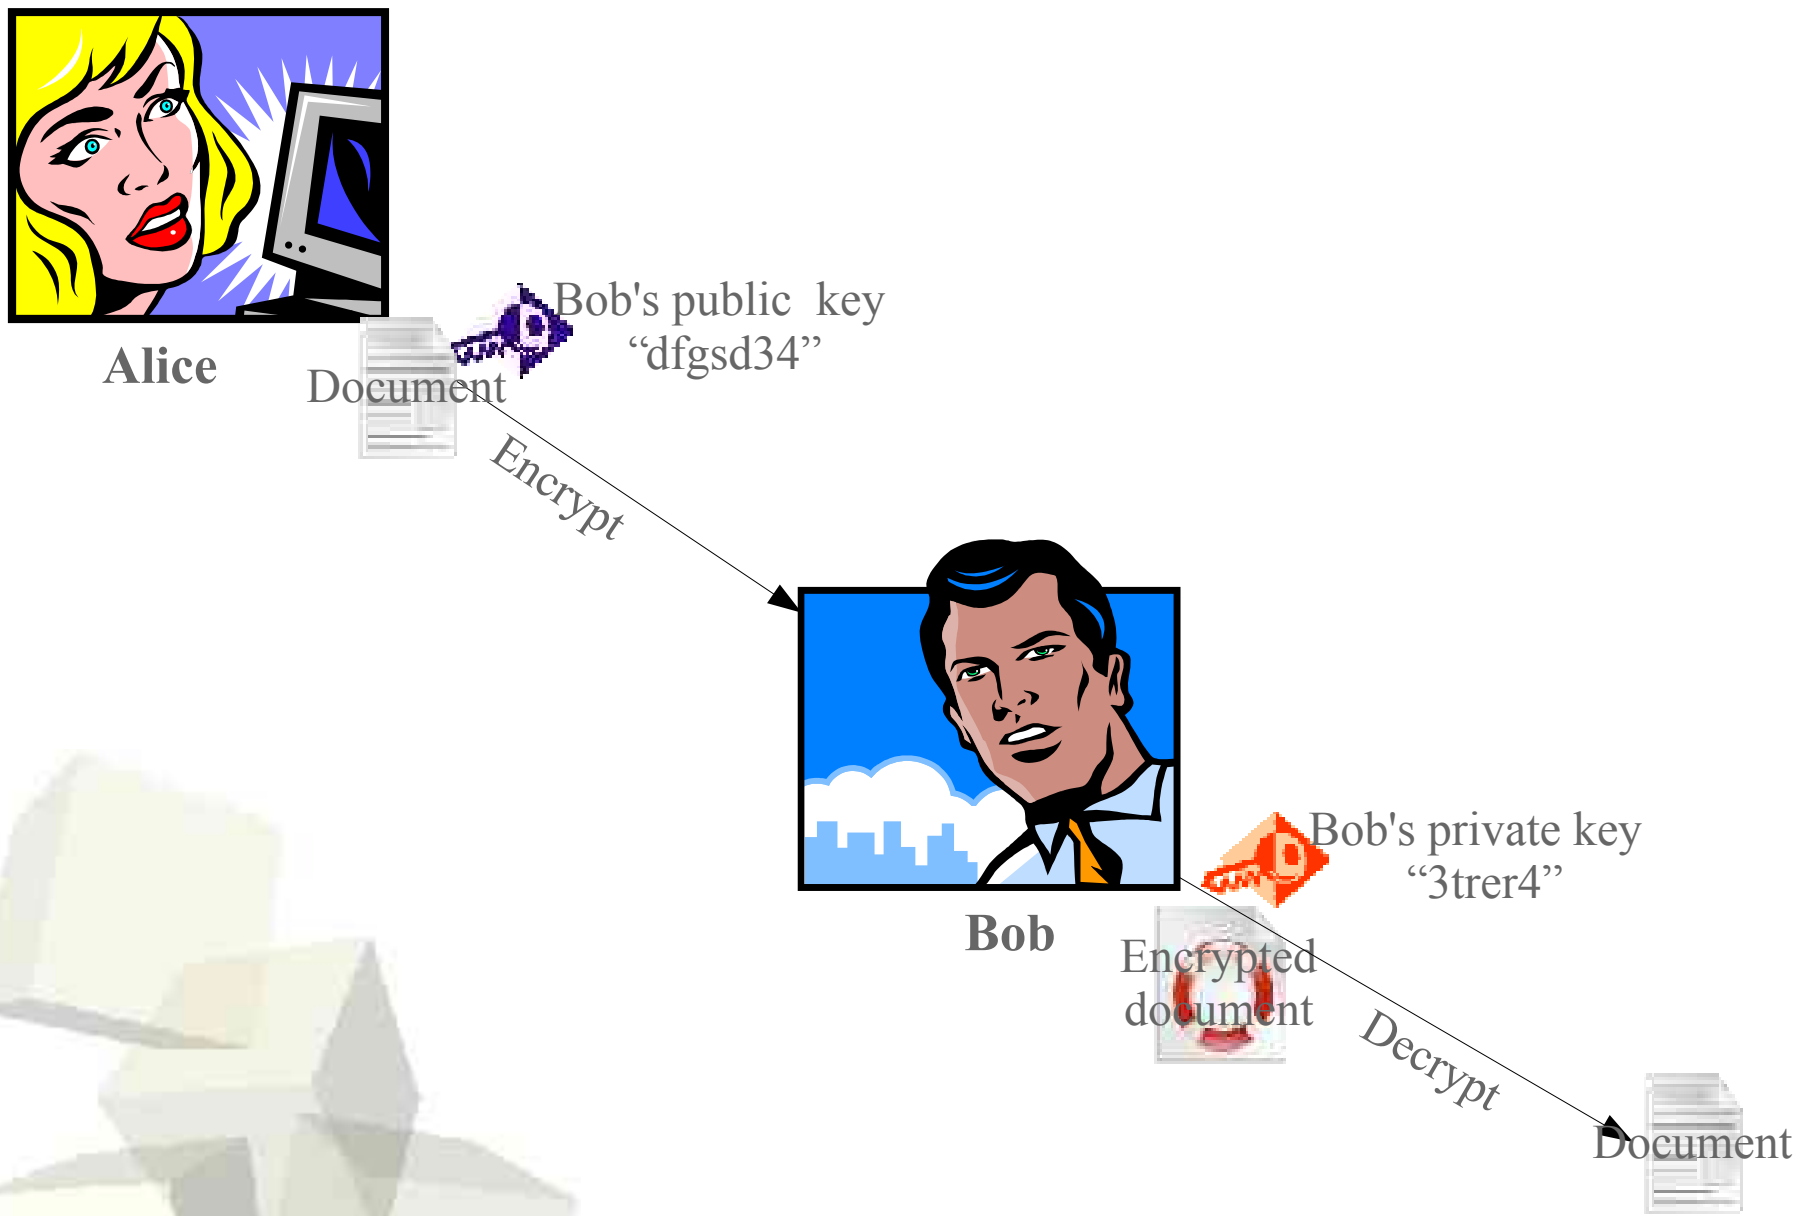 Bob's public  key
“dfgsd34”
Alice
Document
Encrypt
Bob's private key
“3trer4”
Bob
Encrypted
document
Decrypt
Document